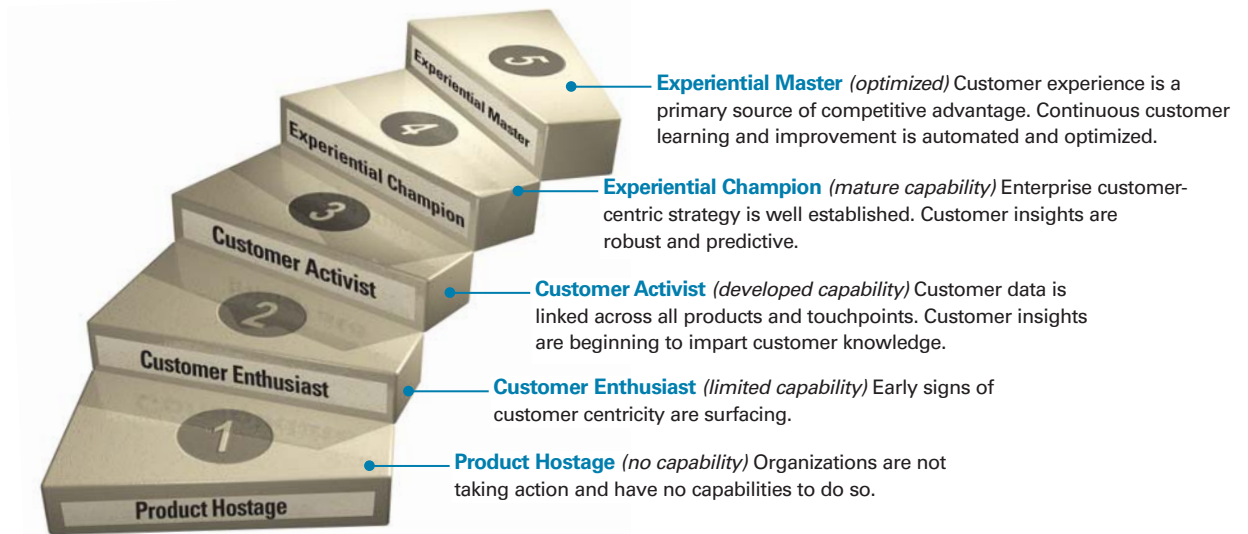 5
Experiential Master
Experiential Master (optimized) Customer experience is a
primary source of competitive advantage. Continuous customer
learning and improvement is automated and optimized.
4
Experiential Champion
Experiential Champion (mature capability) Enterprise customer-
centric strategy is well established. Customer insights are
robust and predictive.
3
Customer Activist
Customer Activist (developed capability) Customer data is
linked across all products and touchpoints. Customer insights
are beginning to impart customer knowledge.
2
Customer Enthusiast
Customer Enthusiast (limited capability) Early signs of
customer centricity are surfacing.
1
Product Hostage
Product Hostage (no capability) Organizations are not
taking action and have no capabilities to do so.